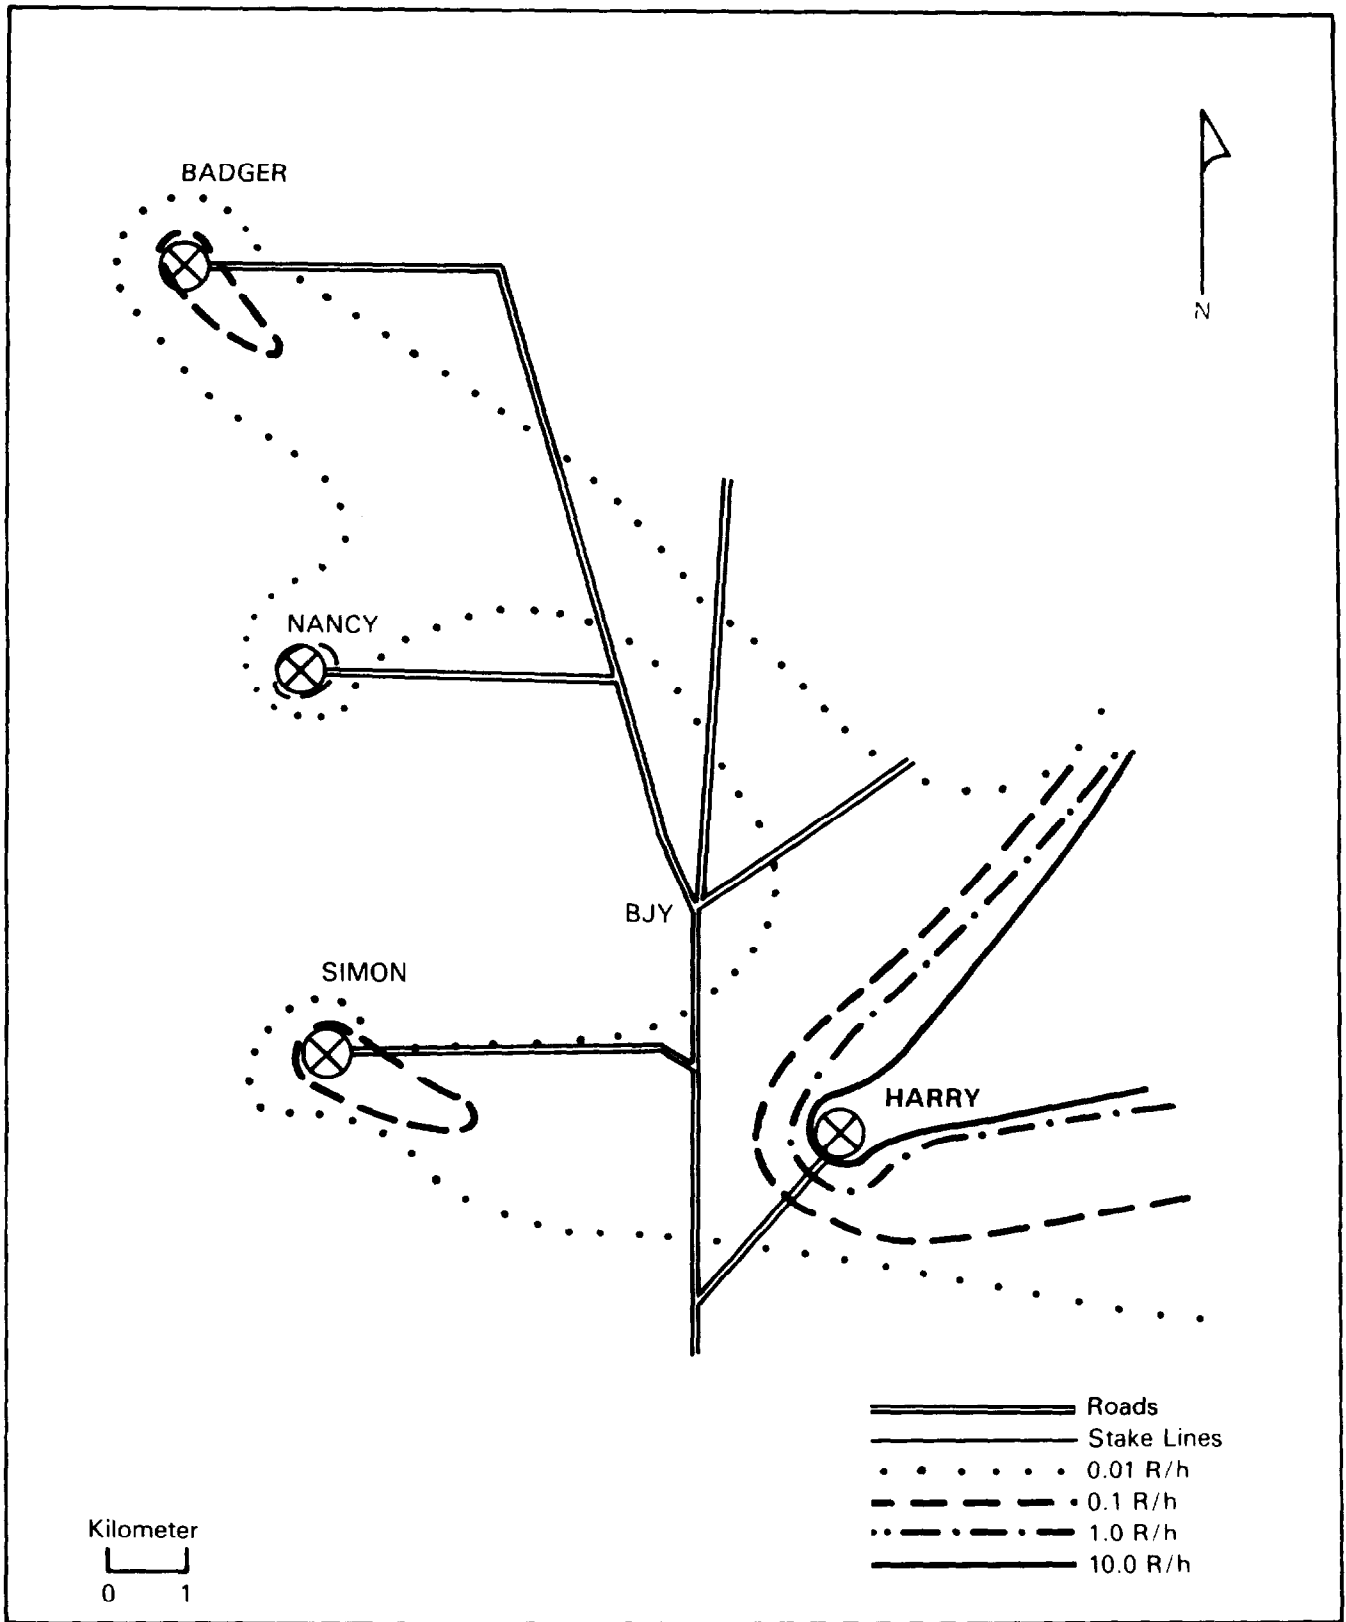 BADGER
N
NANCY
BJY
SIMON
HARRY
Roads
Stake Lines
0.01 R/h
0.1 R/h
1.0 R/h
10.0 R/h
Kilometer
0 1